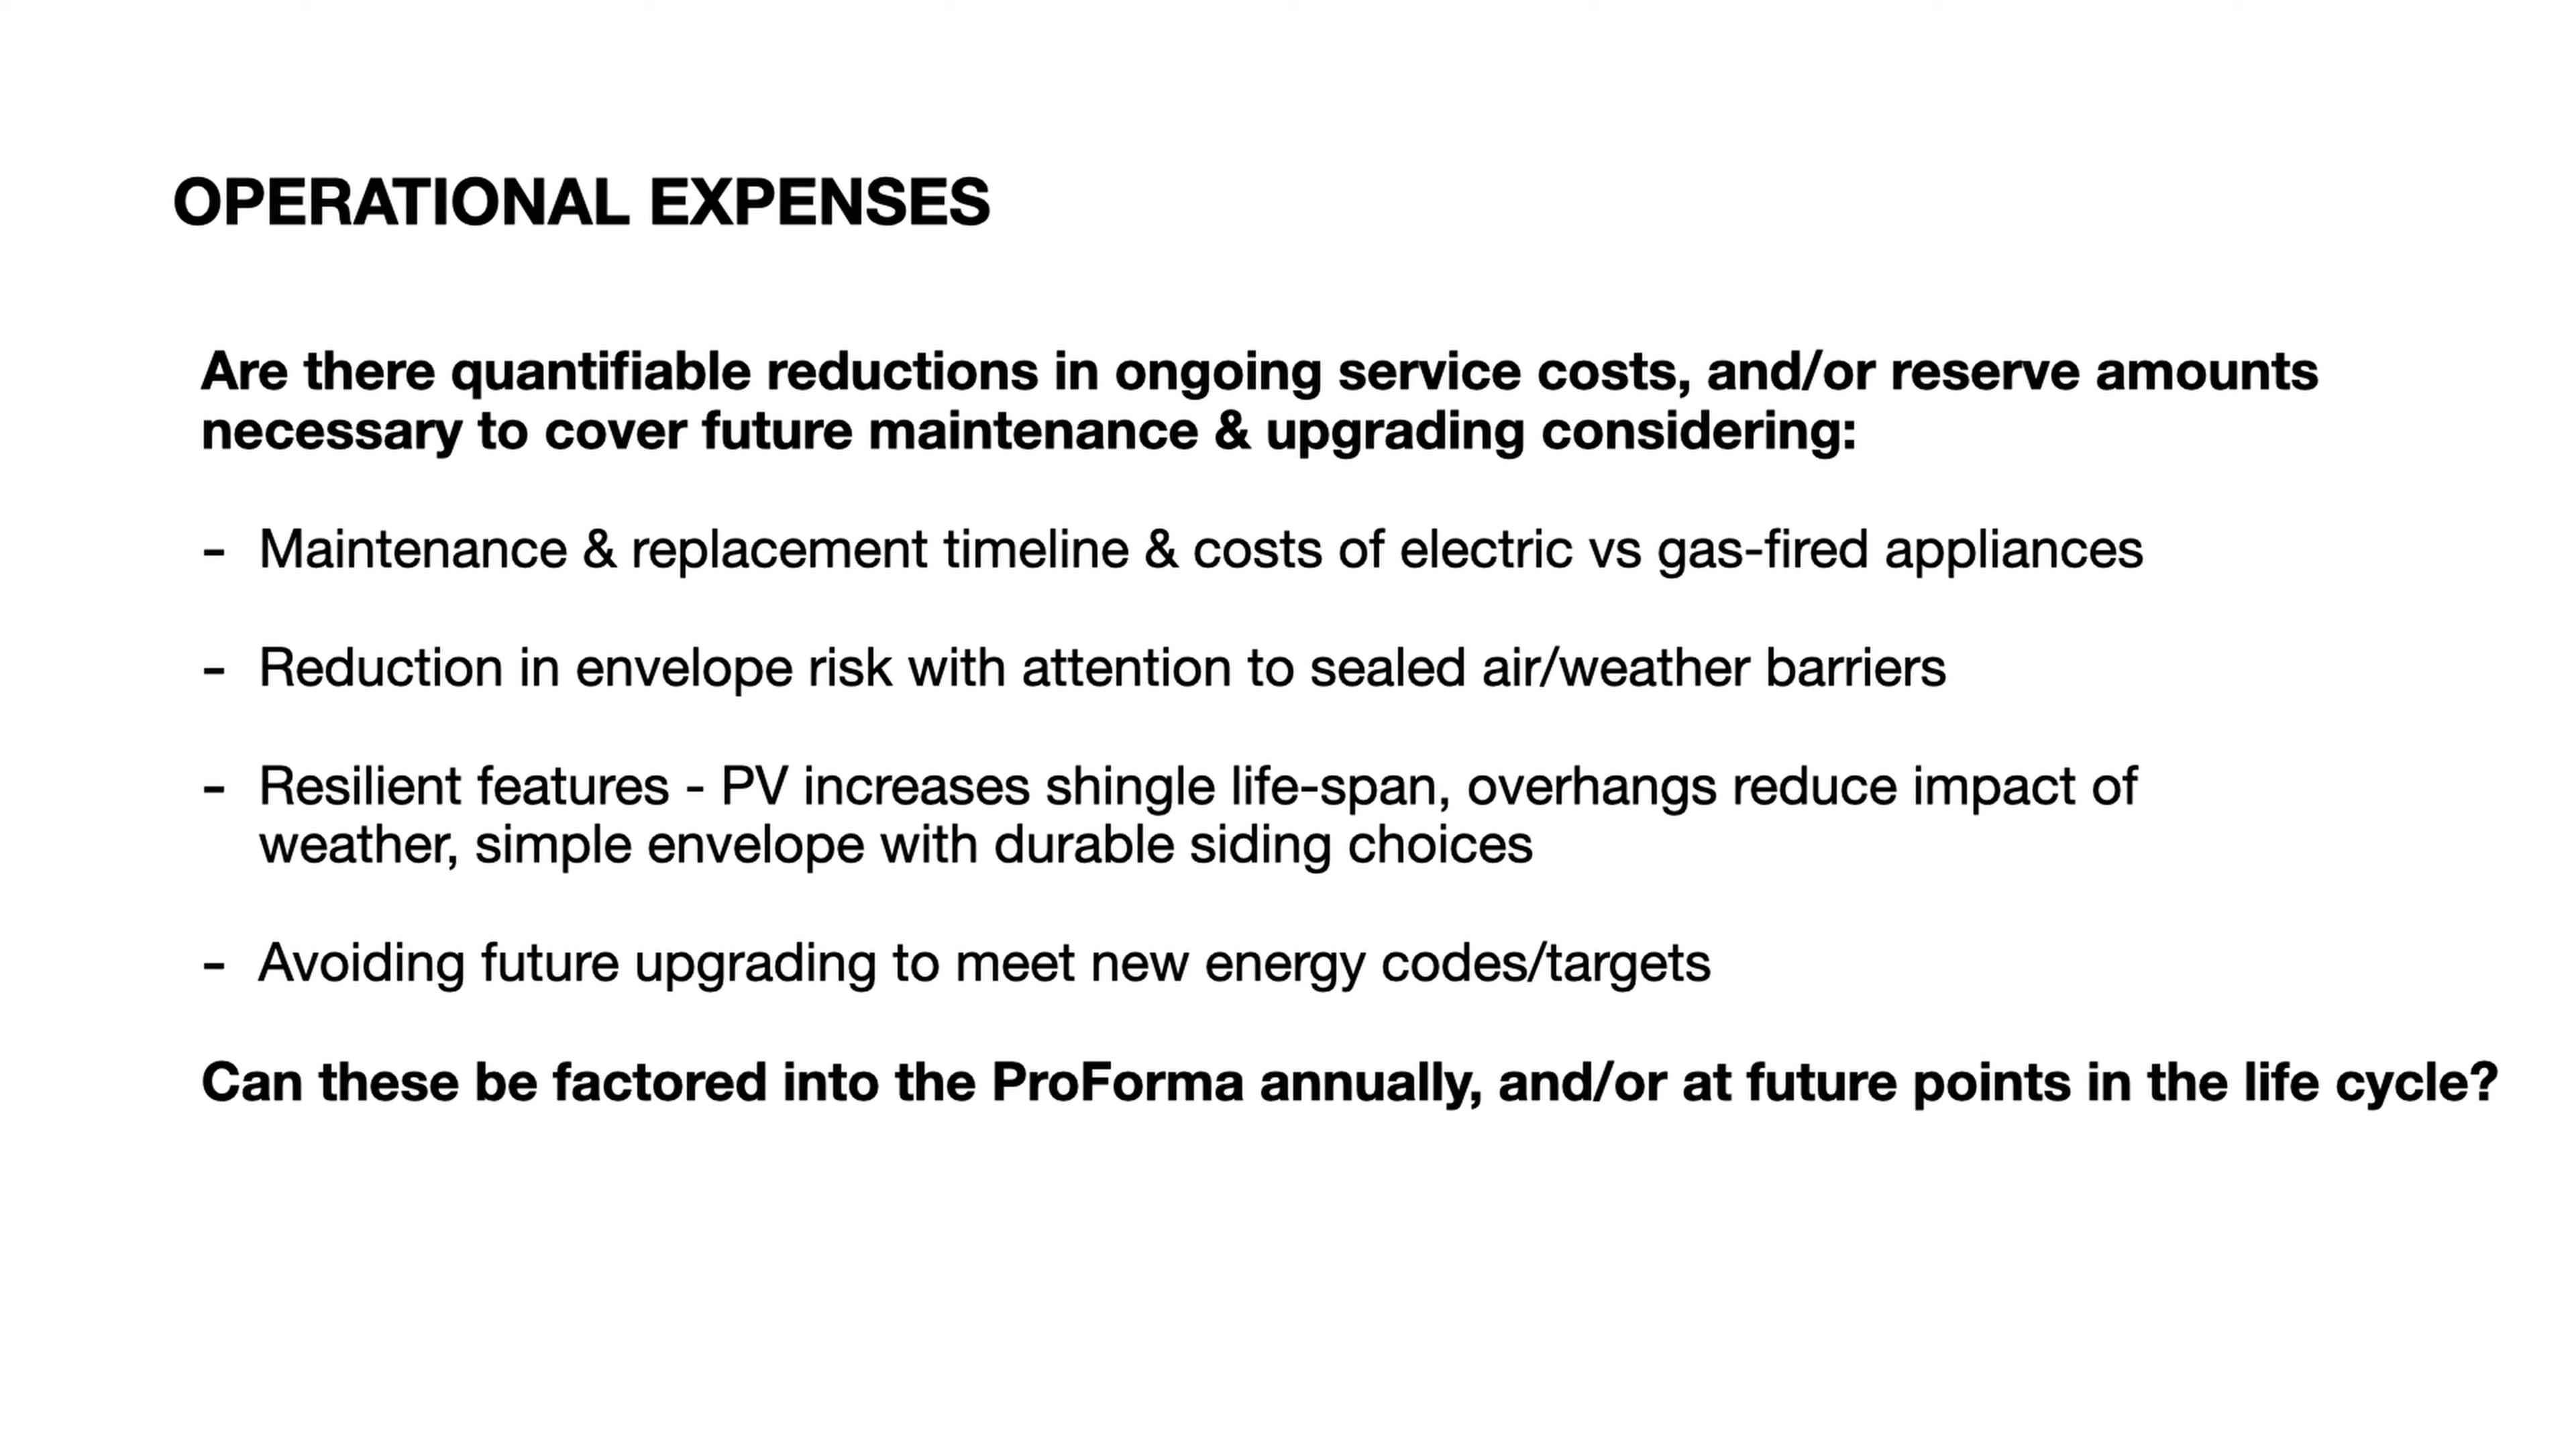 OPERATIONAL EXPENSES
Are there quantifiable reductions in ongoing service costs, and/or reserve amounts
necessary to cover future maintenance & upgrading considering:
- Maintenance & replacement timeline & costs of electric vs gas-fired appliances
- Reduction in envelope risk with attention to sealed air/weather barriers
- Resilient features - PV increases shingle life-span, overhangs reduce impact of
weather, simple envelope with durable siding choices
- Avoiding future upgrading to meet new energy codes/targets
Can these be factored into the ProForma annually, and/or at future points in the life cycle?